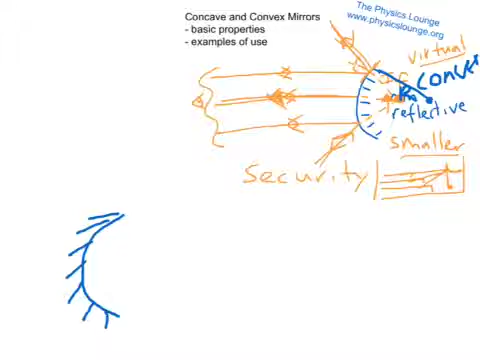 Concave and Convex Mirrors
- basic properties
- examples of use
The Physics Lounge
www.physicslounge.org
virtual
convex
reflective
smaller
security